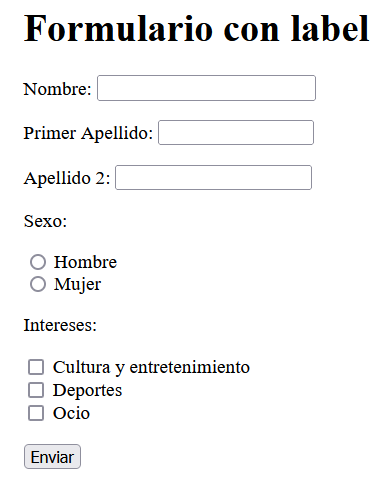 Formulario con label
Nombre:
Primer Apellido:
Apellido 2:
Sexo:
Hombre
Mujer
Intereses:
Cultura y entretenimiento
Deportes
Ocio
Enviar